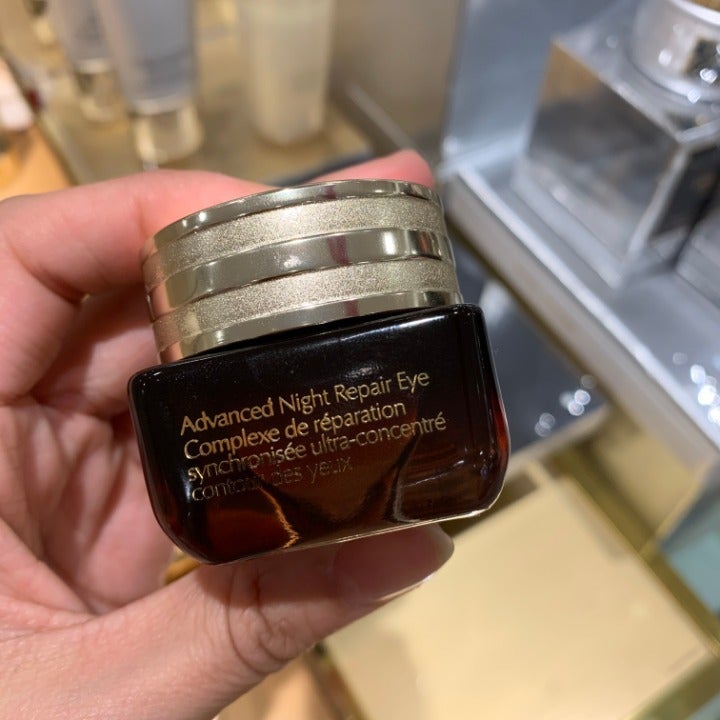 Advanced Night Repair Eye
Complexe de réparation
synchronisée ultra-concentré
contour des yeux